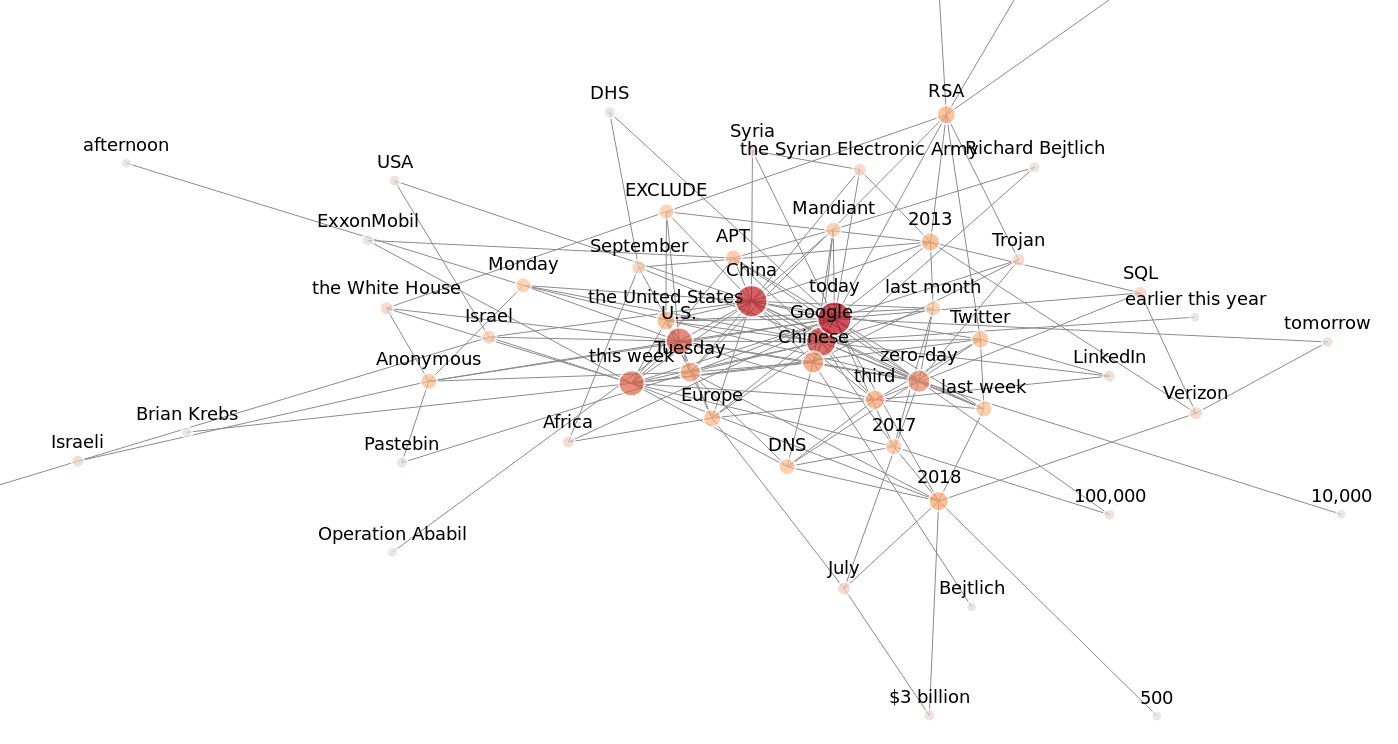 RSA
DHS
Syria
afternoon
the Syrian Electronic Army
Richard Bejtlich
USA
EXCLUDE
Mandiant
ExxonMobil
2013
APT
September
Trojan
Monday
China
SQL
the White House
today
last month
the United States
earlier this year
U.S.
Google
Israel
Twitter
tomorrow
Chinese
Tuesday
this week
zero-day
Anonymous
LinkedIn
third
last week
Europe
Verizon
Brian Krebs
Africa
2017
Israeli
Pastebin
DNS
2018
100,000
10,000
Operation Ababil
July
Bejtlich
$3 billion
500